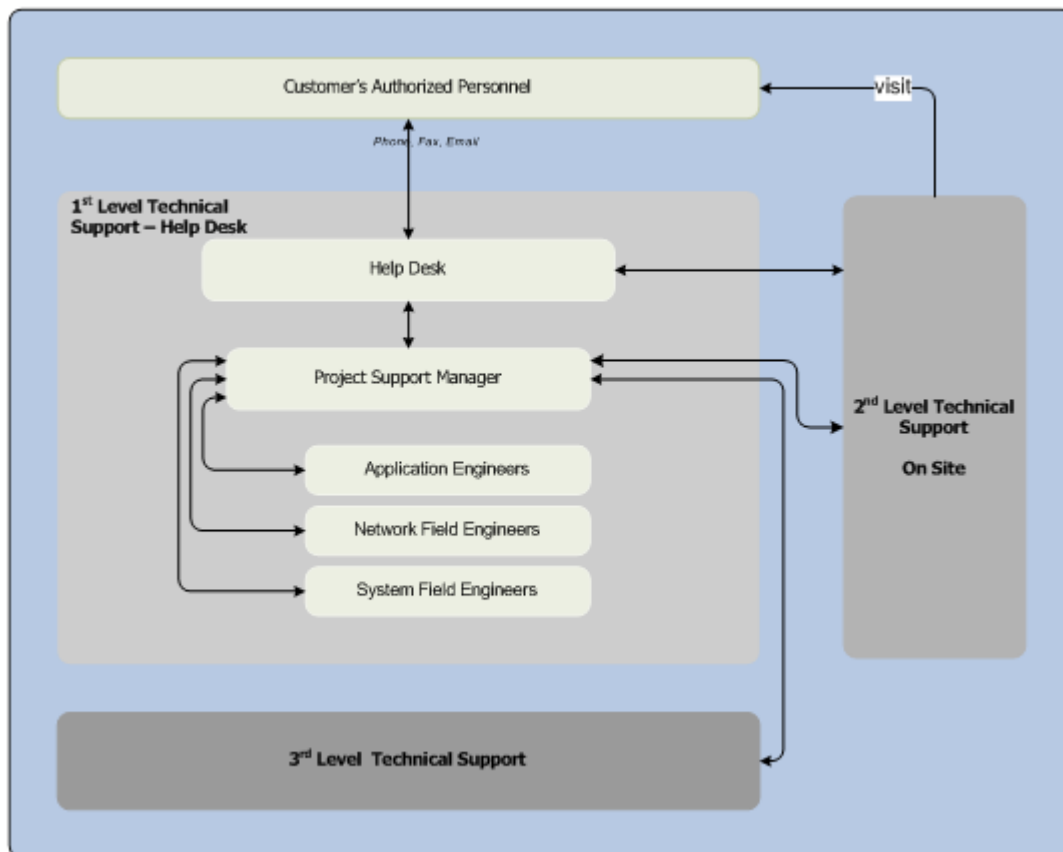 Customer's Authorized Personnel
visit
Phone, Fax, Email
1st Level Technical
Support – Help Desk
Help Desk
Project Support Manager
2nd Level Technical
Support
On Site
Application Engineers
Network Field Engineers
System Field Engineers
3rd Level Technical Support